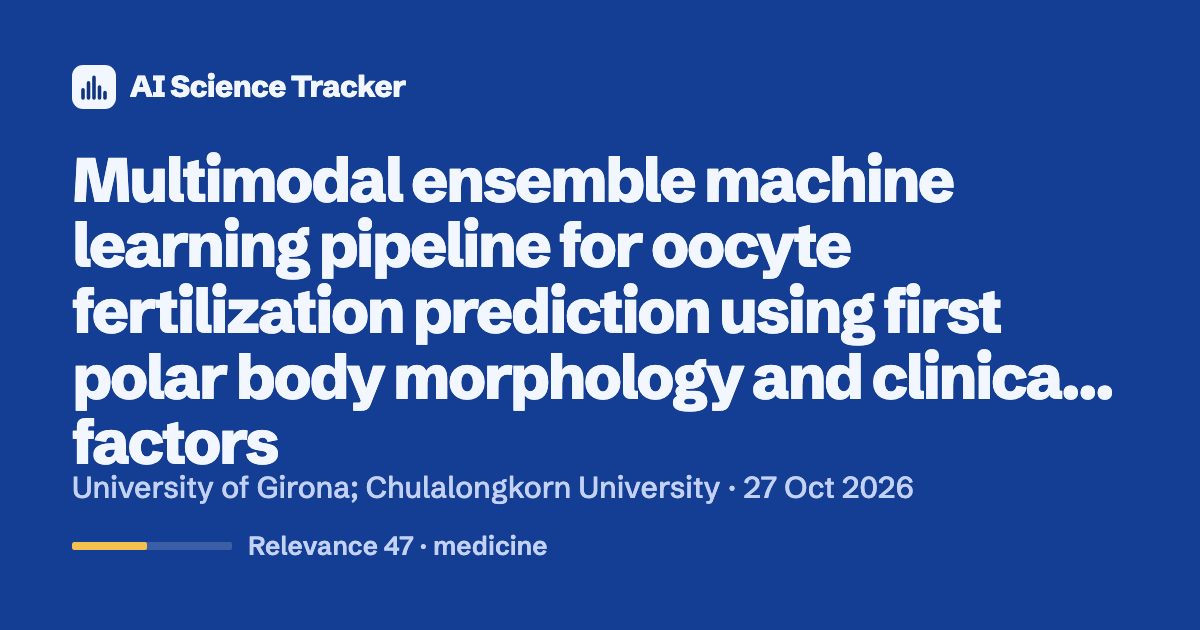 AI Science Tracker
Multimodal ensemble machine
learning pipeline for oocyte
fertilization prediction using first
polar body morphology and clinica...
factors
University of Girona; Chulalongkorn University · 27 Oct 2026
Relevance 47 · medicine